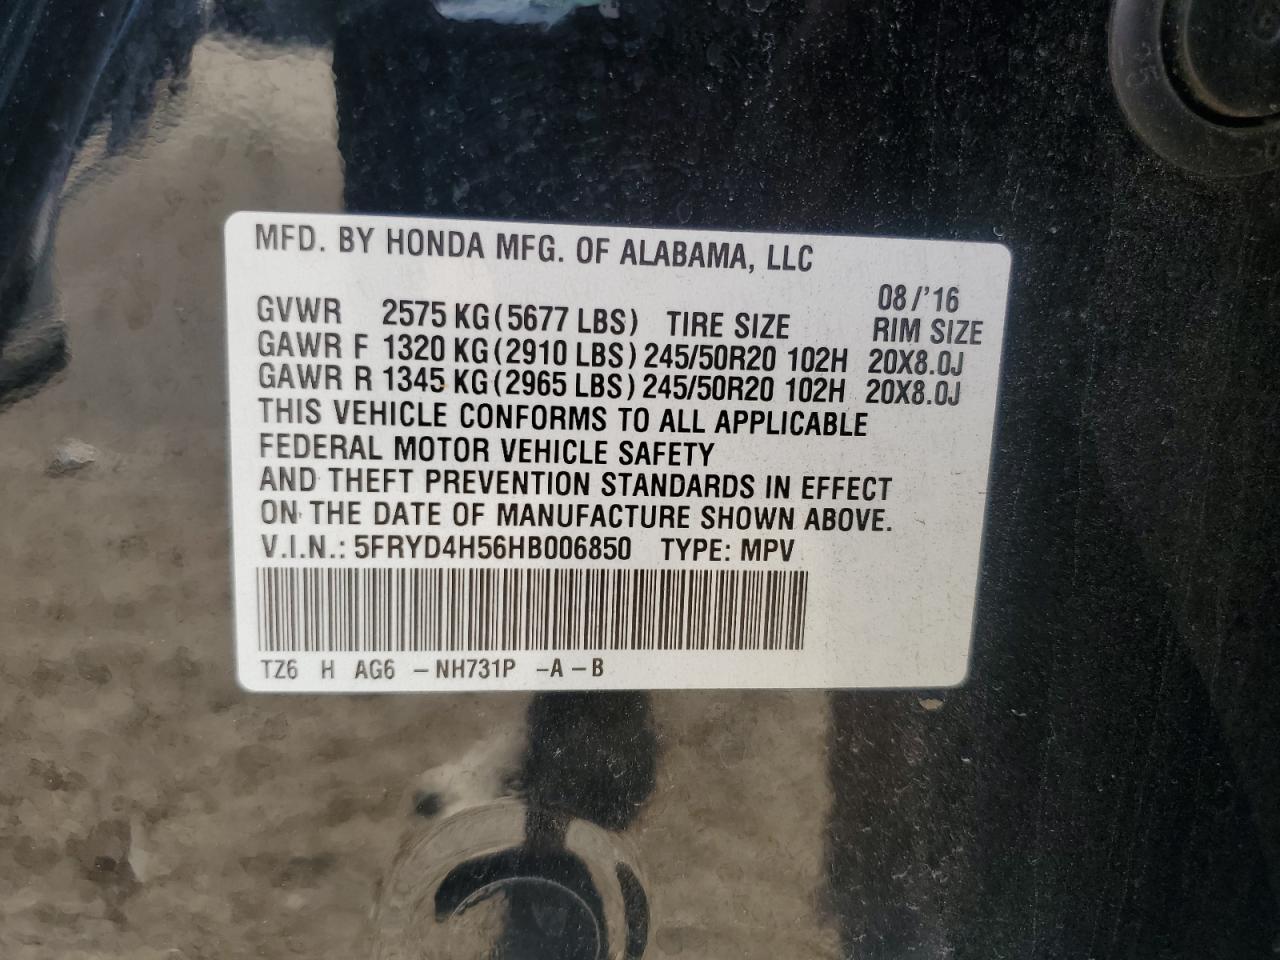 MFD. BY HONDA MFG. OF ALABAMA, LLC
08/'16
GVWR 2575 KG (5677 LBS) TIRE SIZE RIM SIZE
GAWR F 1320 KG (2910 LBS) 245/50R20 102H 20X8.0J
GAWR R 1345 KG (2965 LBS) 245/50R20 102H 20X8.0J
THIS VEHICLE CONFORMS TO ALL APPLICABLE
FEDERAL MOTOR VEHICLE SAFETY
AND THEFT PREVENTION STANDARDS IN EFFECT
ON THE DATE OF MANUFACTURE SHOWN ABOVE.
V.I.N.: 5FRYD4H56HB006850 TYPE: MPV
TZ6 H AG6 -NH731P -A-B